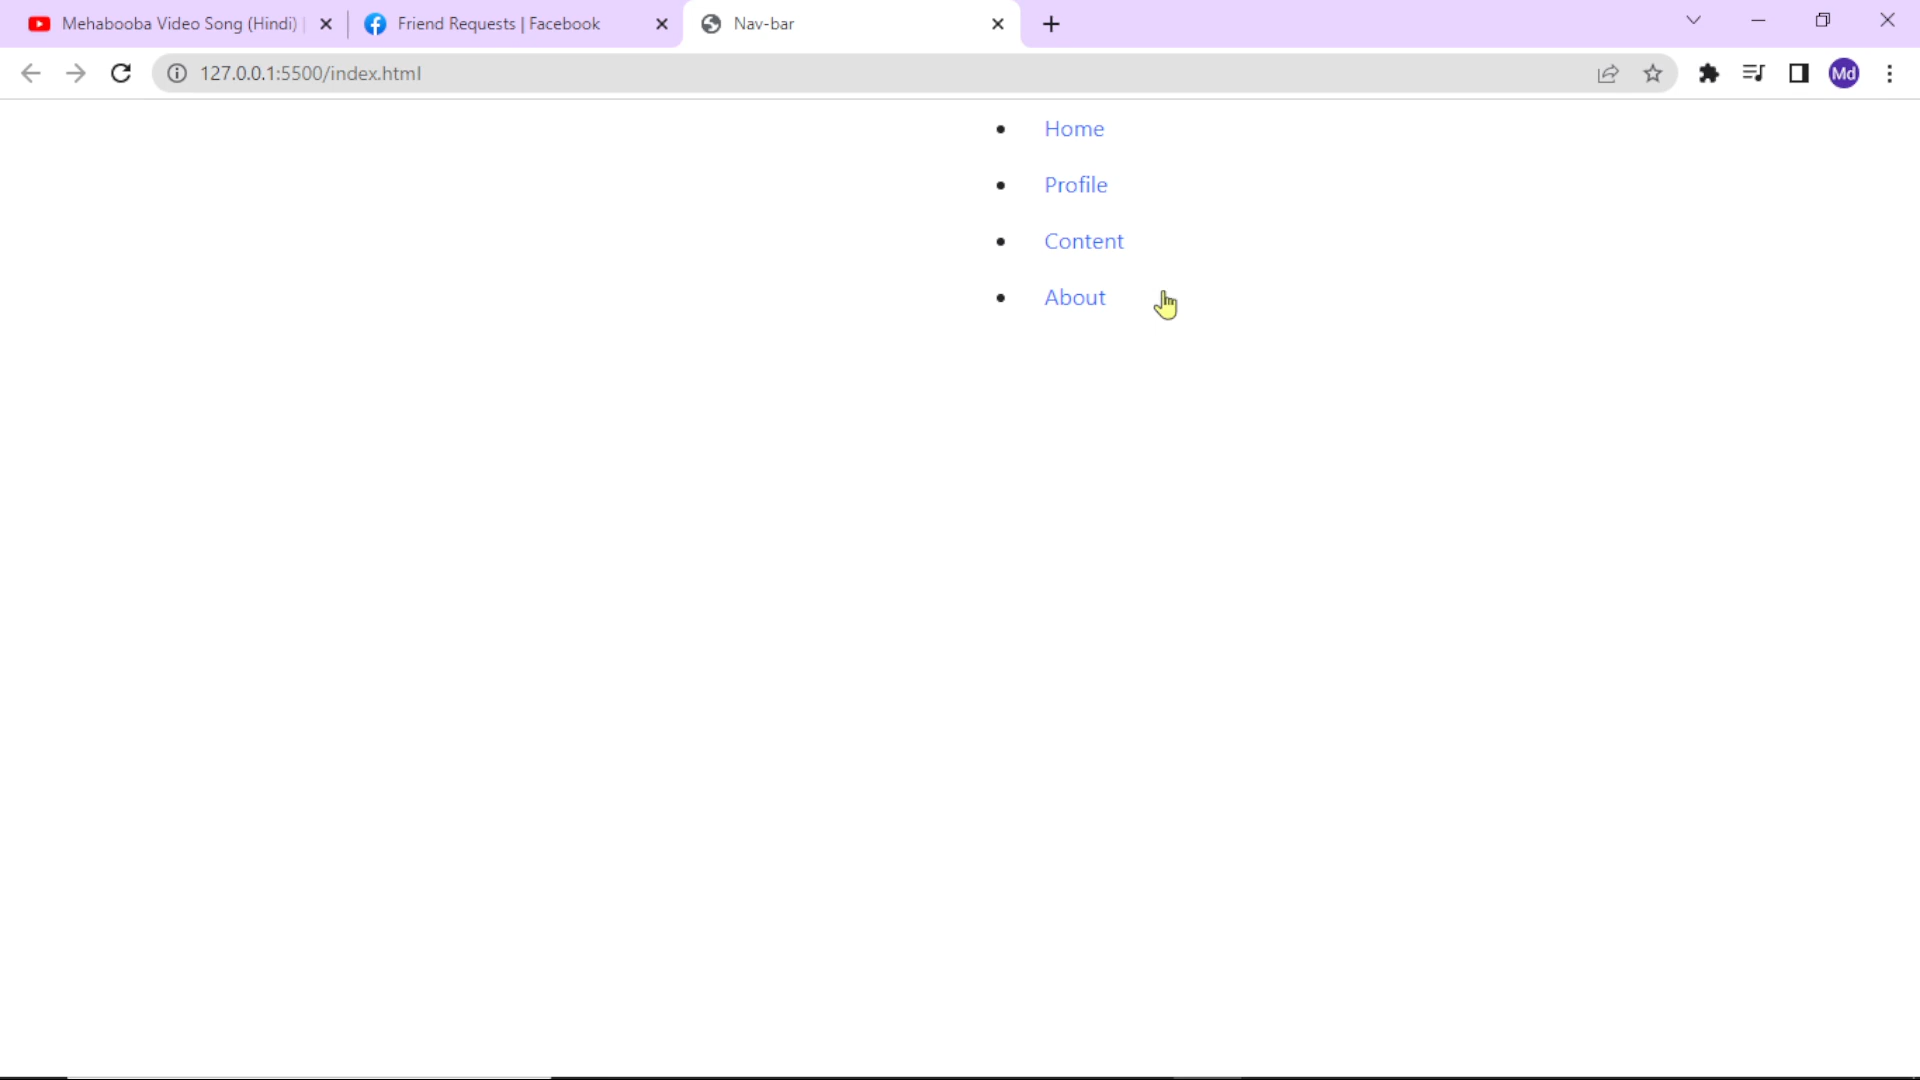 Mehabooba Video Song (Hindi) |
Friend Requests | Facebook
Nav-bar
127.0.0.1:5500/index.html
Md
• Home
• Profile
• Content
• About